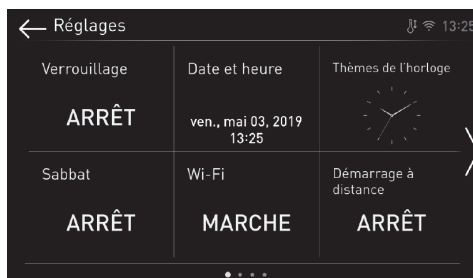 Réglages
13:25
Verrouillage
ARRÊT
Date et heure
ven., mai 03, 2019
13:25
Thèmes de l'horloge
Sabbat
ARRÊT
Wi-Fi
MARCHE
Démarrage à
distance
ARRÊT